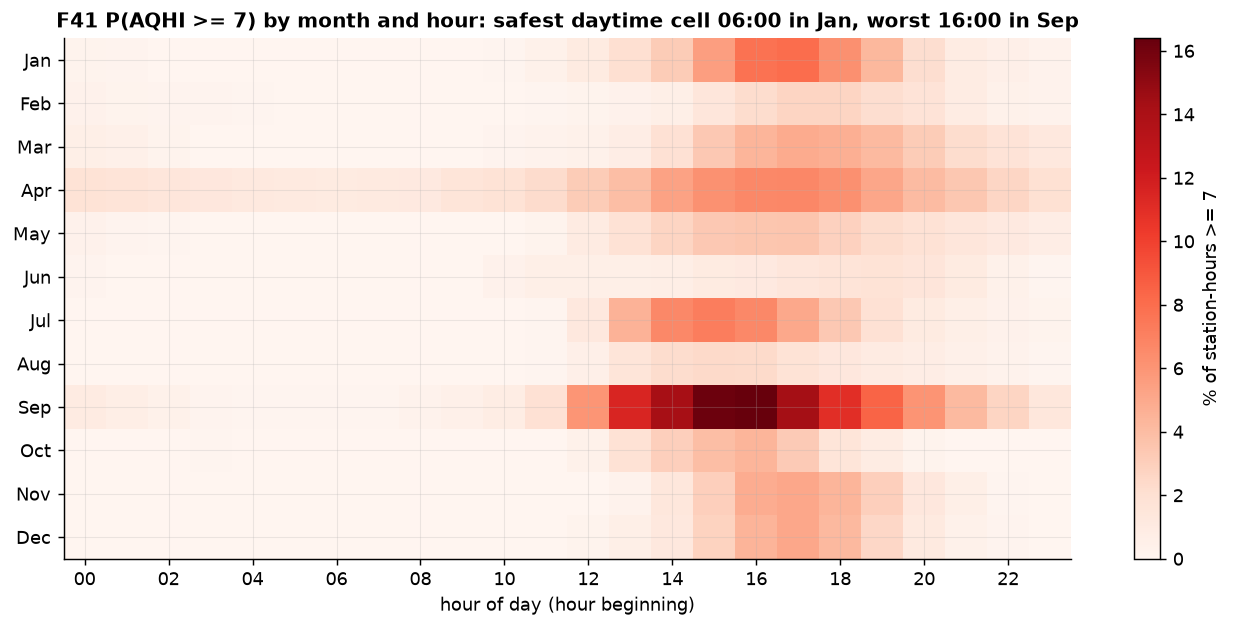 F41 P(AQHI >= 7) by month and hour: safest daytime cell 06:00 in Jan, worst 16:00 in Sep
Jan
Feb
Mar
Apr
May
Jun
Jul
Aug
Sep
Oct
Nov
Dec
00 02 04 06 08 10 12 14 16 18 20 22
hour of day (hour beginning)
16
14
12
10
8
6
4
2
0
% of station-hours >= 7